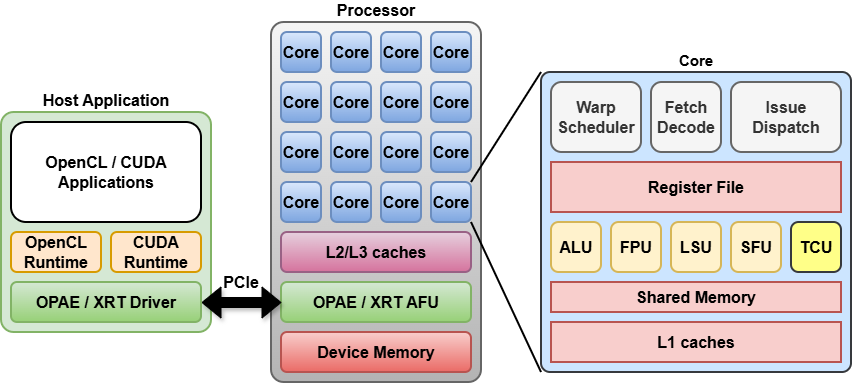 Processor
Core Core Core Core
Core Core Core Core
Core Core Core Core
Core Core Core Core
L2/L3 caches
OPAE / XRT AFU
Device Memory
Host Application
OpenCL / CUDA
Applications
OpenCL
Runtime
CUDA
Runtime
OPAE / XRT Driver
PCIe
Core
Warp
Scheduler
Fetch
Decode
Issue
Dispatch
Register File
ALU FPU LSU SFU TCU
Shared Memory
L1 caches